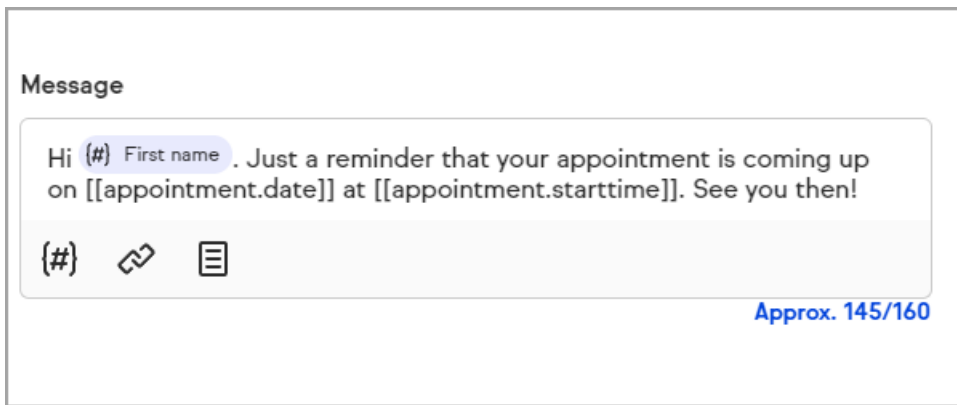 Message
Hi {#} First name . Just a reminder that your appointment is coming up
on [[appointment.date]] at [[appointment.starttime]]. See you then!
{#}
Approx. 145/160